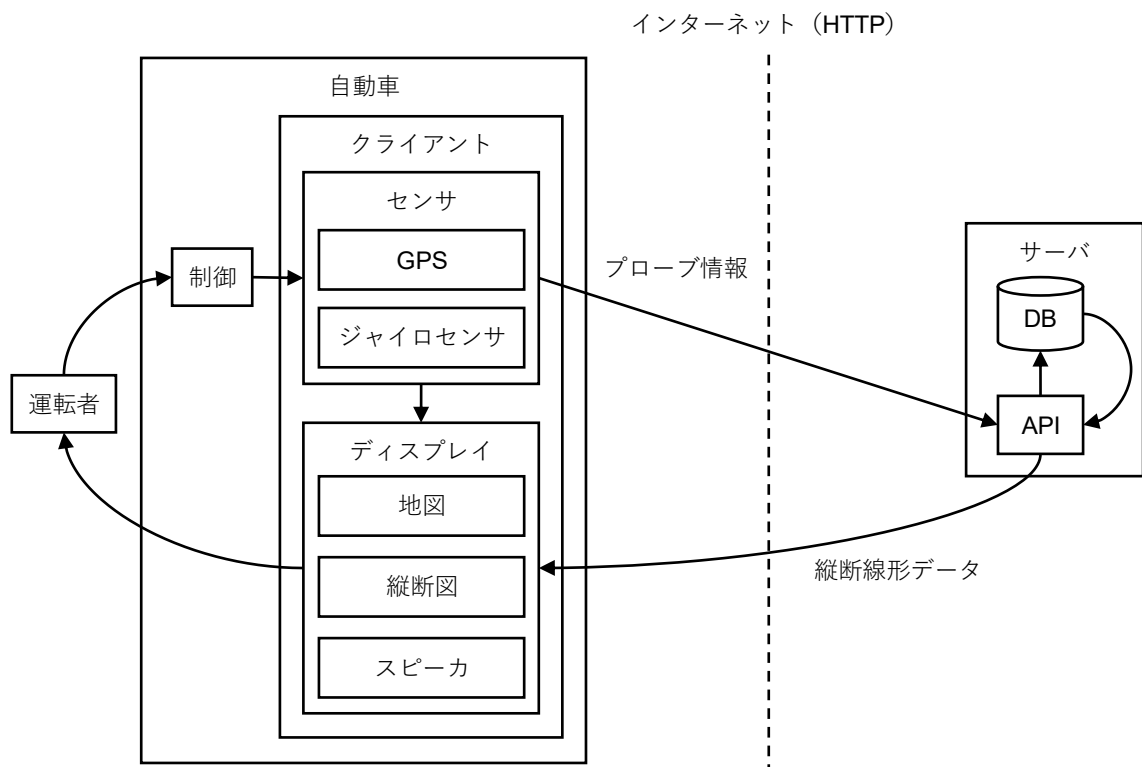 インターネット（HTTP）
自動車
クライアント
センサ
GPS
ジャイロセンサ
制御
運転者
ディスプレイ
地図
縦断図
スピーカ
プローブ情報
サーバ
DB
API
縦断線形データ